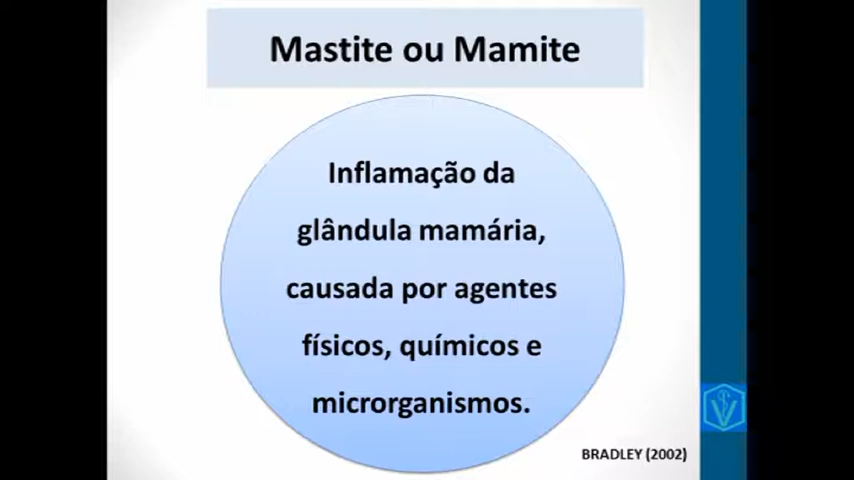 Mastite ou Mamite
Inflamação da
glândula mamária,
causada por agentes
físicos, químicos e
microrganismos.
BRADLEY (2002)